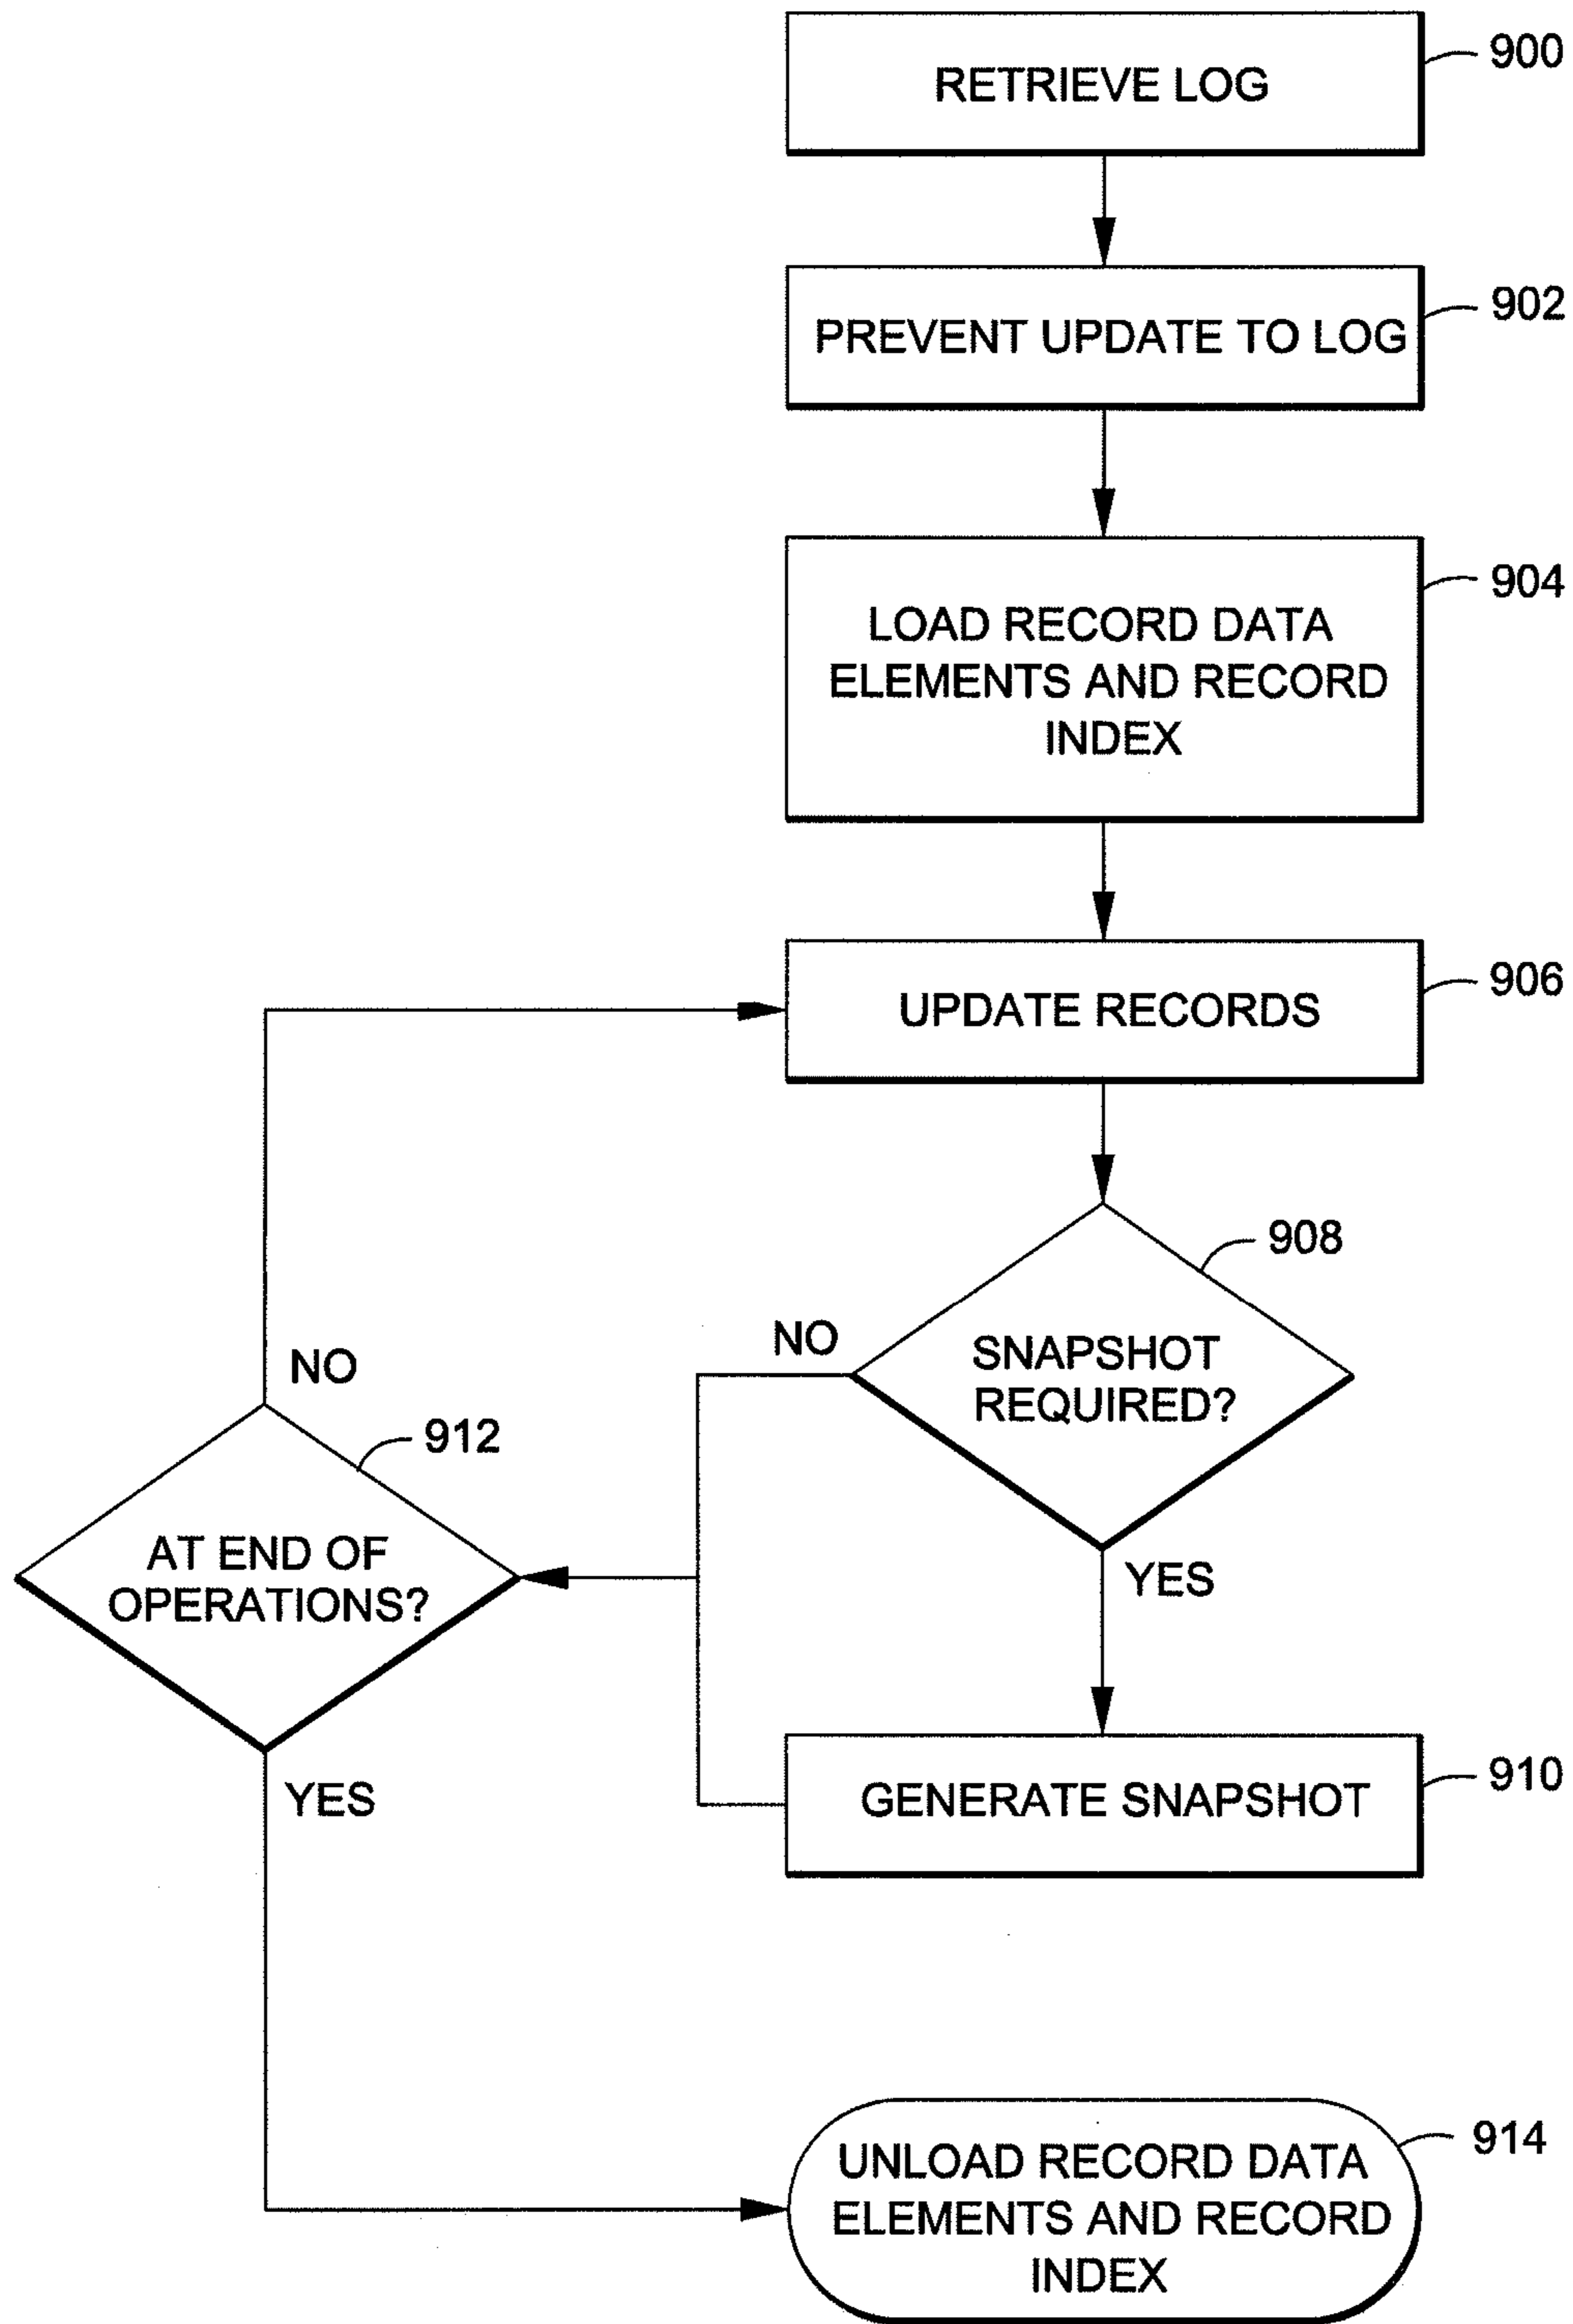 RETRIEVE LOG
900
PREVENT UPDATE TO LOG
902
LOAD RECORD DATA
ELEMENTS AND RECORD
INDEX
904
UPDATE RECORDS
906
908
SNAPSHOT
REQUIRED?
NO
YES
NO
912
AT END OF
OPERATIONS?
YES
GENERATE SNAPSHOT
910
UNLOAD RECORD DATA
ELEMENTS AND RECORD
INDEX
914